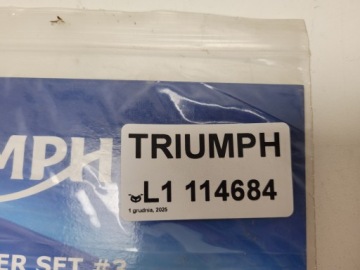 TRIUMPH
L1 114684
1 grudnia, 2025
MPH
ER SET #2